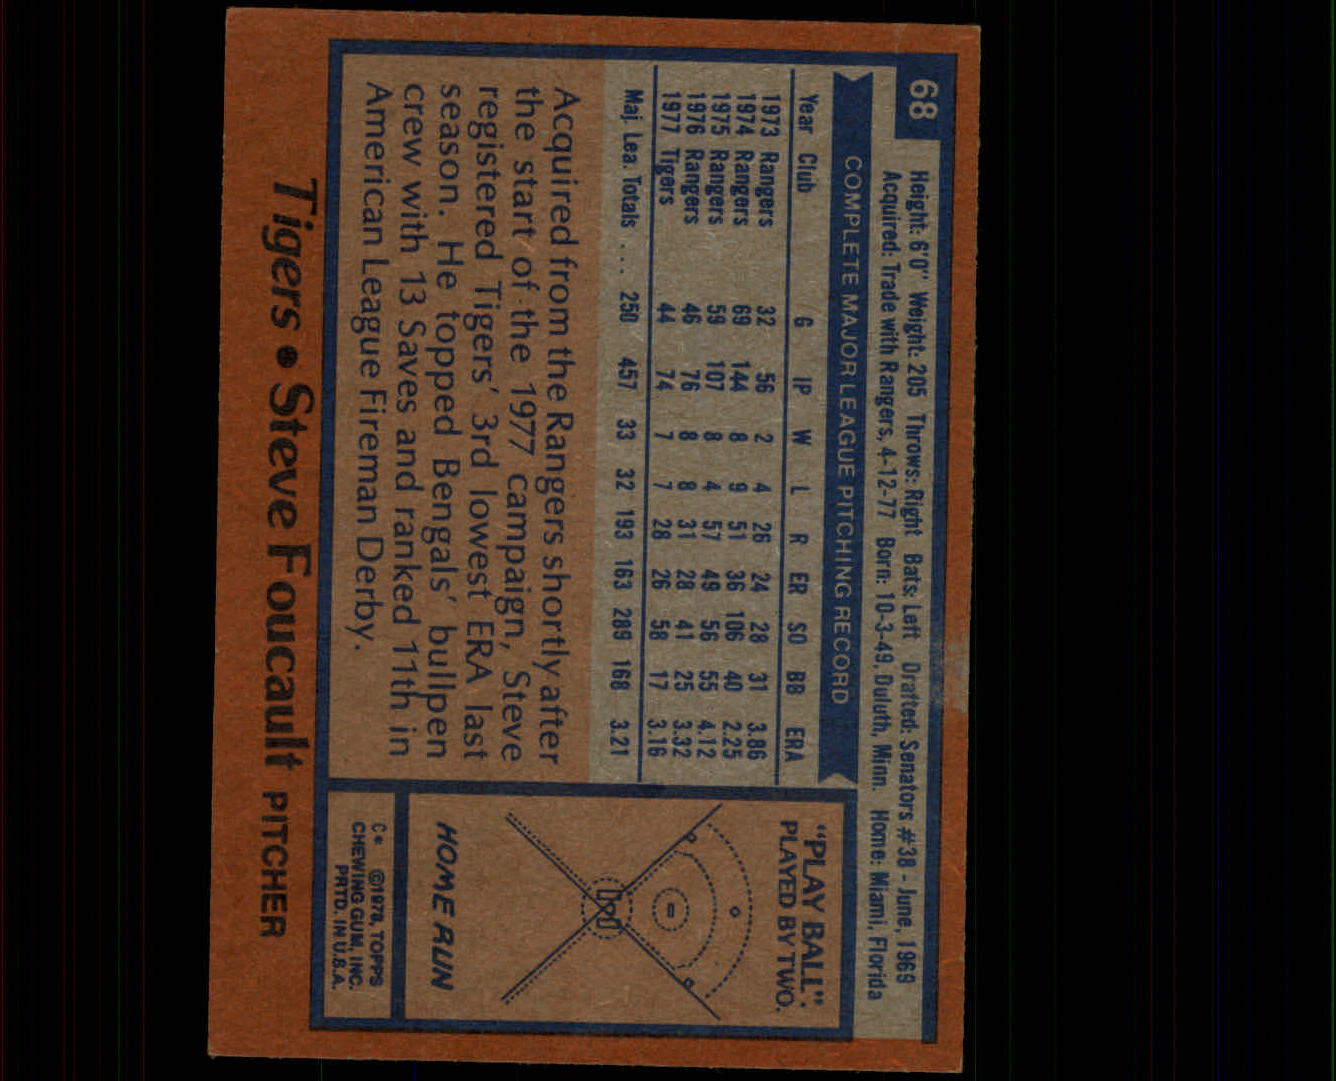 68
Height: 6'0" Weight: 205 Throws: Right Bats: Left Drafted: Senators #38 - June, 1969
Acquired: Trade with Rangers, 4-12-77 Born: 10-3-49, Duluth, Minn. Home: Miami, Florida
COMPLETE MAJOR LEAGUE PITCHING RECORD
Year Club G IP W L R ER SO BB ERA
1973 Rangers 32 56 2 4 26 24 28 31 3.86
1974 Rangers 69 144 8 9 51 36 106 40 2.25
1975 Rangers 59 107 8 4 57 49 56 55 4.12
1976 Rangers 46 76 8 8 31 28 41 25 3.32
1977 Tigers 44 74 7 7 28 26 58 17 3.16
Maj. Lea. Totals .... 250 457 33 32 193 163 289 168 3.21
Acquired from the Rangers shortly after
the start of the 1977 campaign, Steve
registered Tigers' 3rd lowest ERA last
season. He topped Bengals' bullpen
crew with 13 Saves and ranked 11th in
American League Fireman Derby.
"PLAY BALL":
PLAYED BY TWO.
HOME RUN
C* ©1978, TOPPS
CHEWING GUM, INC.
PRTD. IN U.S.A.
Tigers • Steve Foucault PITCHER